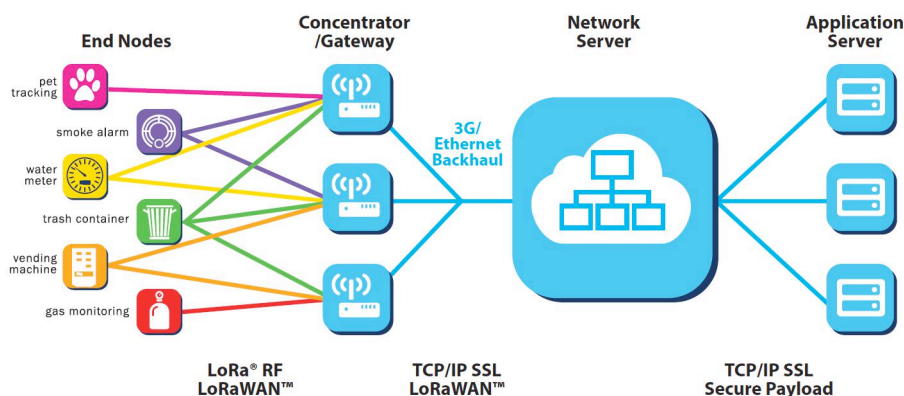 End Nodes
Concentrator
/Gateway
Network
Server
Application
Server
pet
tracking
smoke alarm
water
meter
trash container
vending
machine
gas monitoring
3G/
Ethernet
Backhaul
LoRa® RF
LoRaWAN™
TCP/IP SSL
LoRaWAN™
TCP/IP SSL
Secure Payload